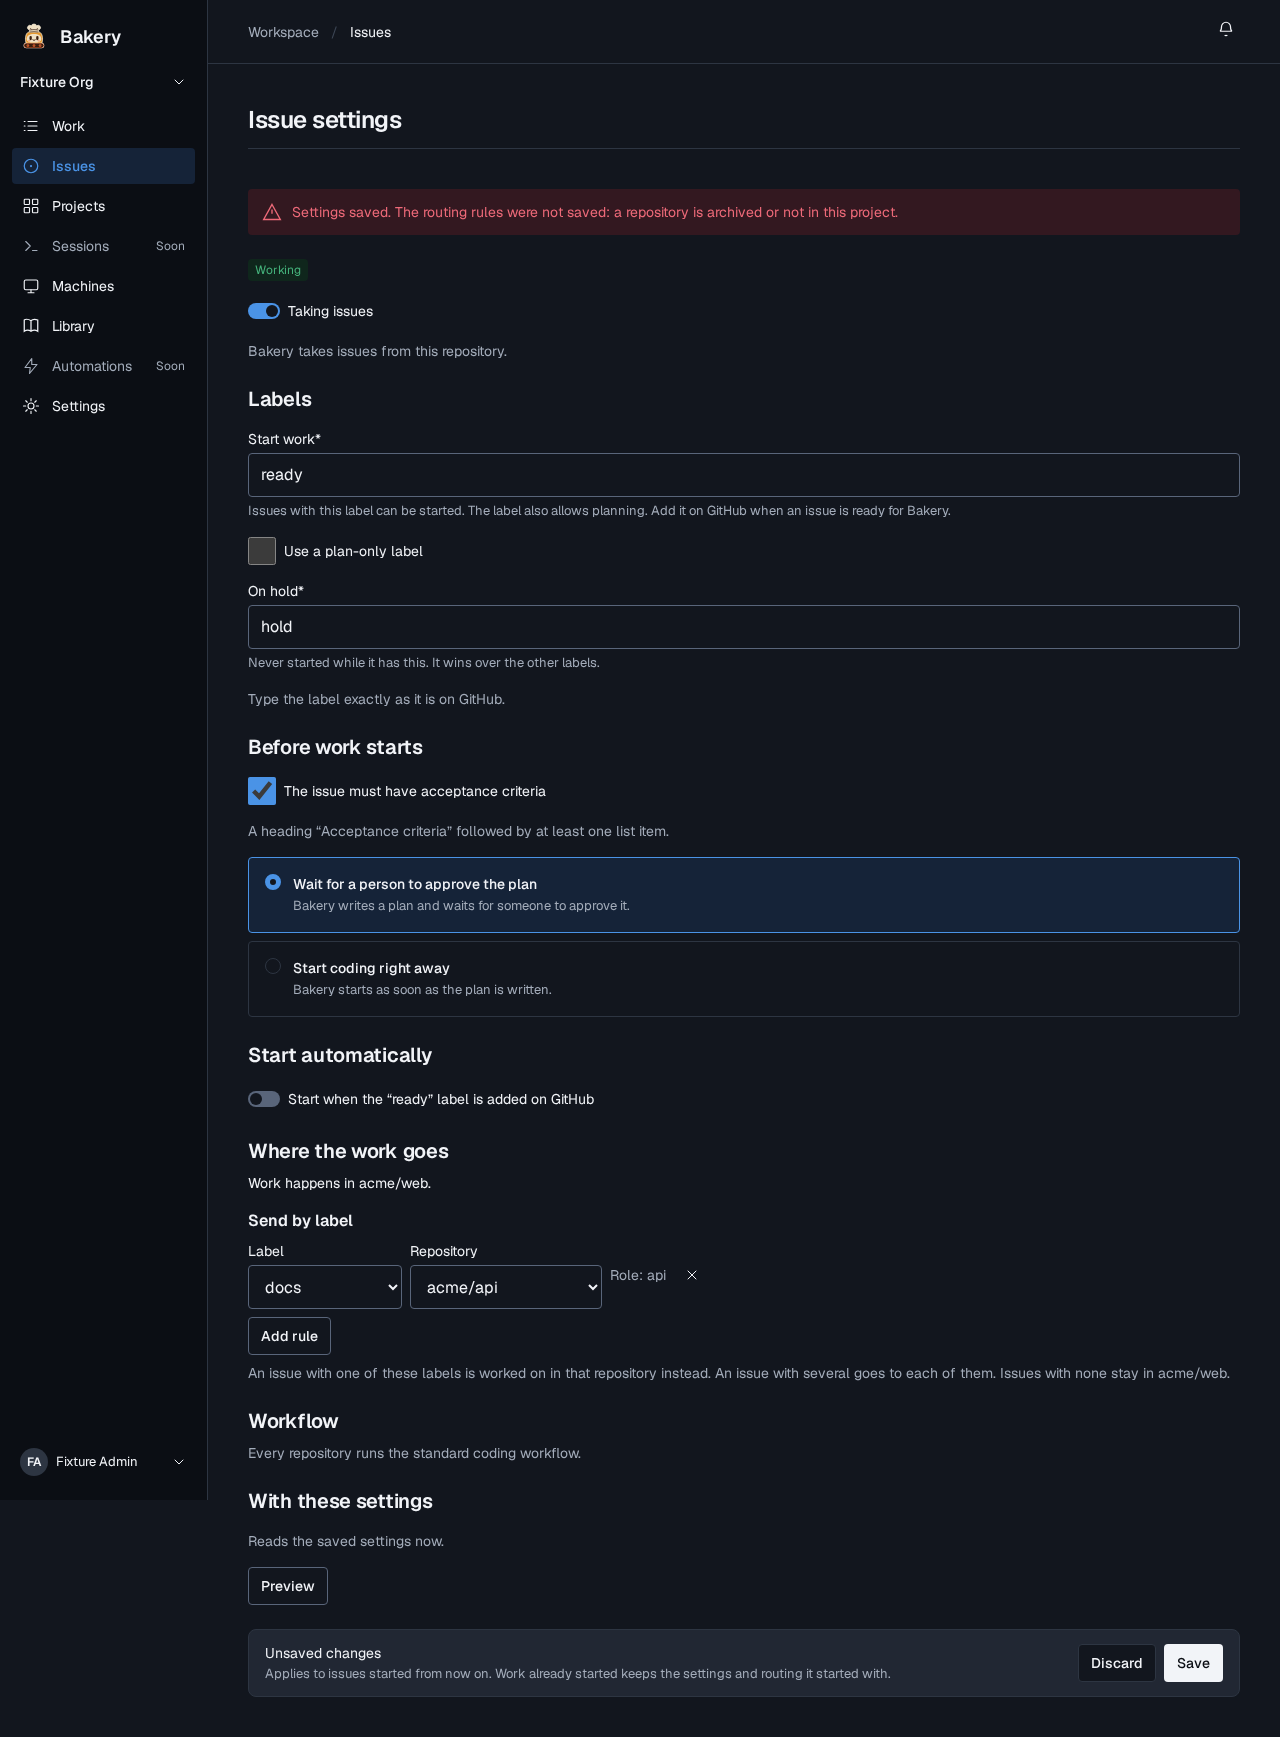 Bakery
Fixture Org
Work
Issues
Projects
Sessions Soon
Machines
Library
Automations Soon
Settings
FA Fixture Admin
Workspace / Issues
Issue settings
Settings saved. The routing rules were not saved: a repository is archived or not in this project.
Working
Taking issues
Bakery takes issues from this repository.
Labels
Start work*
ready
Issues with this label can be started. The label also allows planning. Add it on GitHub when an issue is ready for Bakery.
Use a plan-only label
On hold*
hold
Never started while it has this. It wins over the other labels.
Type the label exactly as it is on GitHub.
Before work starts
The issue must have acceptance criteria
A heading “Acceptance criteria” followed by at least one list item.
Wait for a person to approve the plan
Bakery writes a plan and waits for someone to approve it.
Start coding right away
Bakery starts as soon as the plan is written.
Start automatically
Start when the “ready” label is added on GitHub
Where the work goes
Work happens in acme/web.
Send by label
Label Repository
docs acme/api Role: api
Add rule
An issue with one of these labels is worked on in that repository instead. An issue with several goes to each of them. Issues with none stay in acme/web.
Workflow
Every repository runs the standard coding workflow.
With these settings
Reads the saved settings now.
Preview
Unsaved changes
Applies to issues started from now on. Work already started keeps the settings and routing it started with.
Discard Save